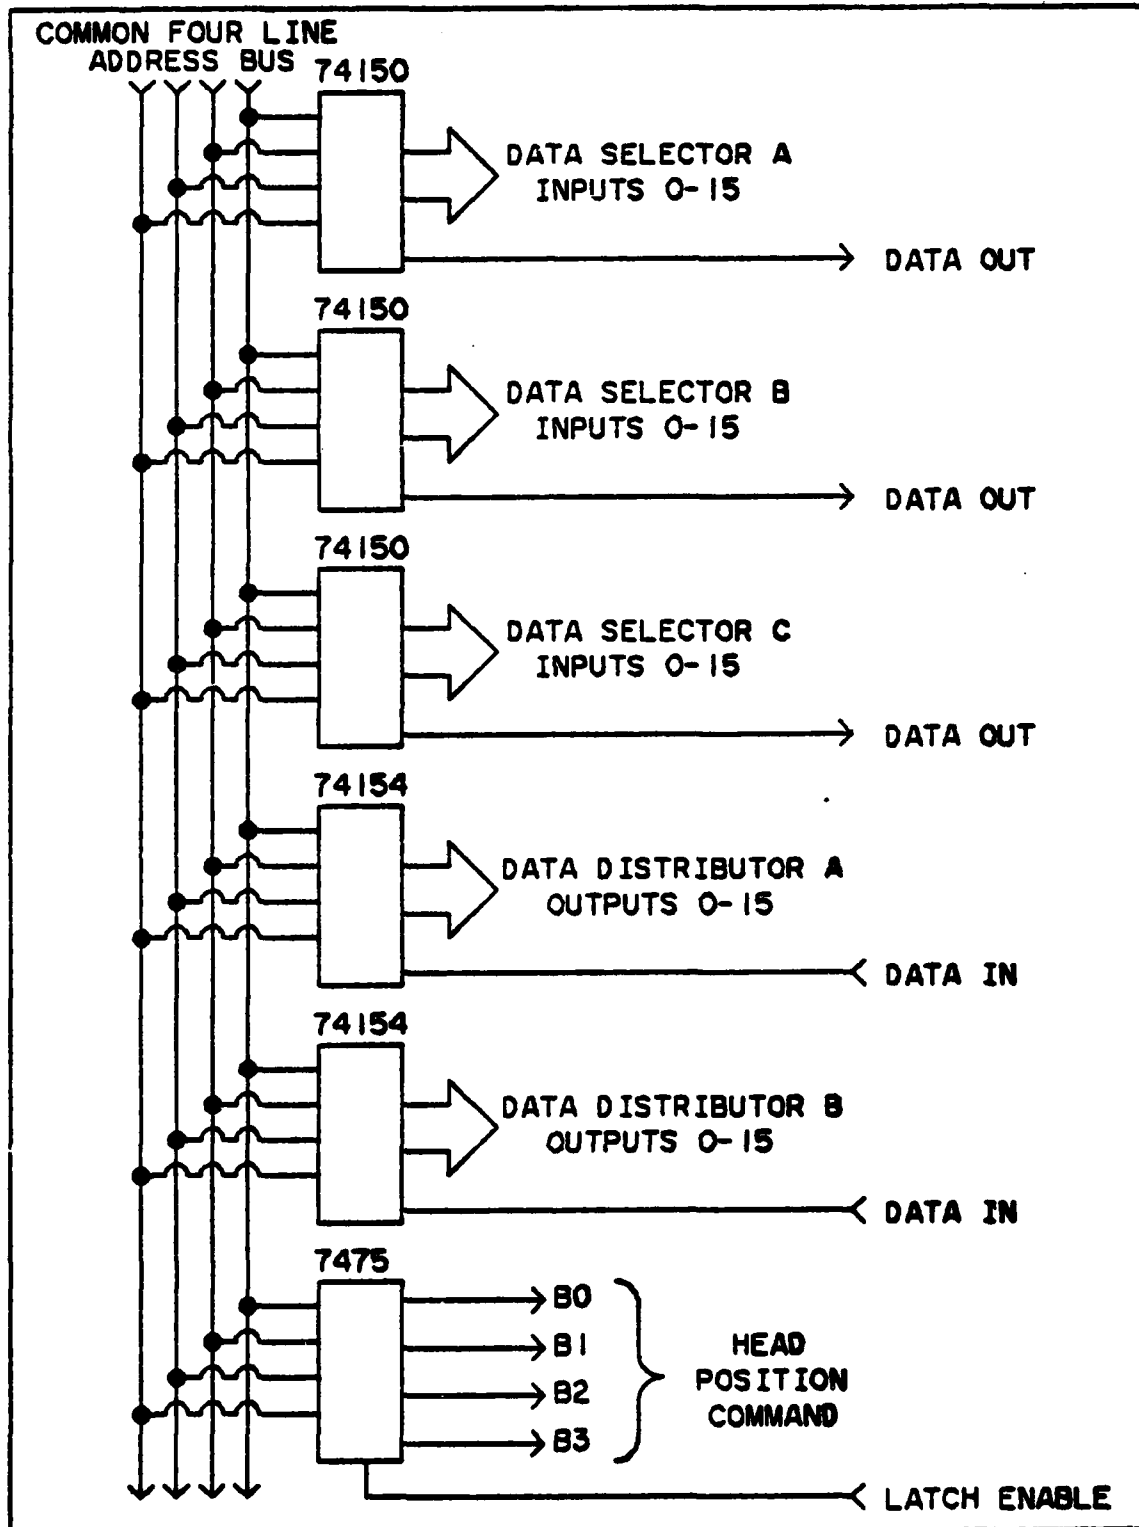 COMMON FOUR LINE
ADDRESS BUS
74150
DATA SELECTOR A
INPUTS 0-15
DATA OUT
74150
DATA SELECTOR B
INPUTS 0-15
DATA OUT
74150
DATA SELECTOR C
INPUTS 0-15
DATA OUT
74154
DATA DISTRIBUTOR A
OUTPUTS 0-15
DATA IN
74154
DATA DISTRIBUTOR B
OUTPUTS 0-15
DATA IN
7475
B0
B1
B2
B3
HEAD
POSITION
COMMAND
LATCH ENABLE